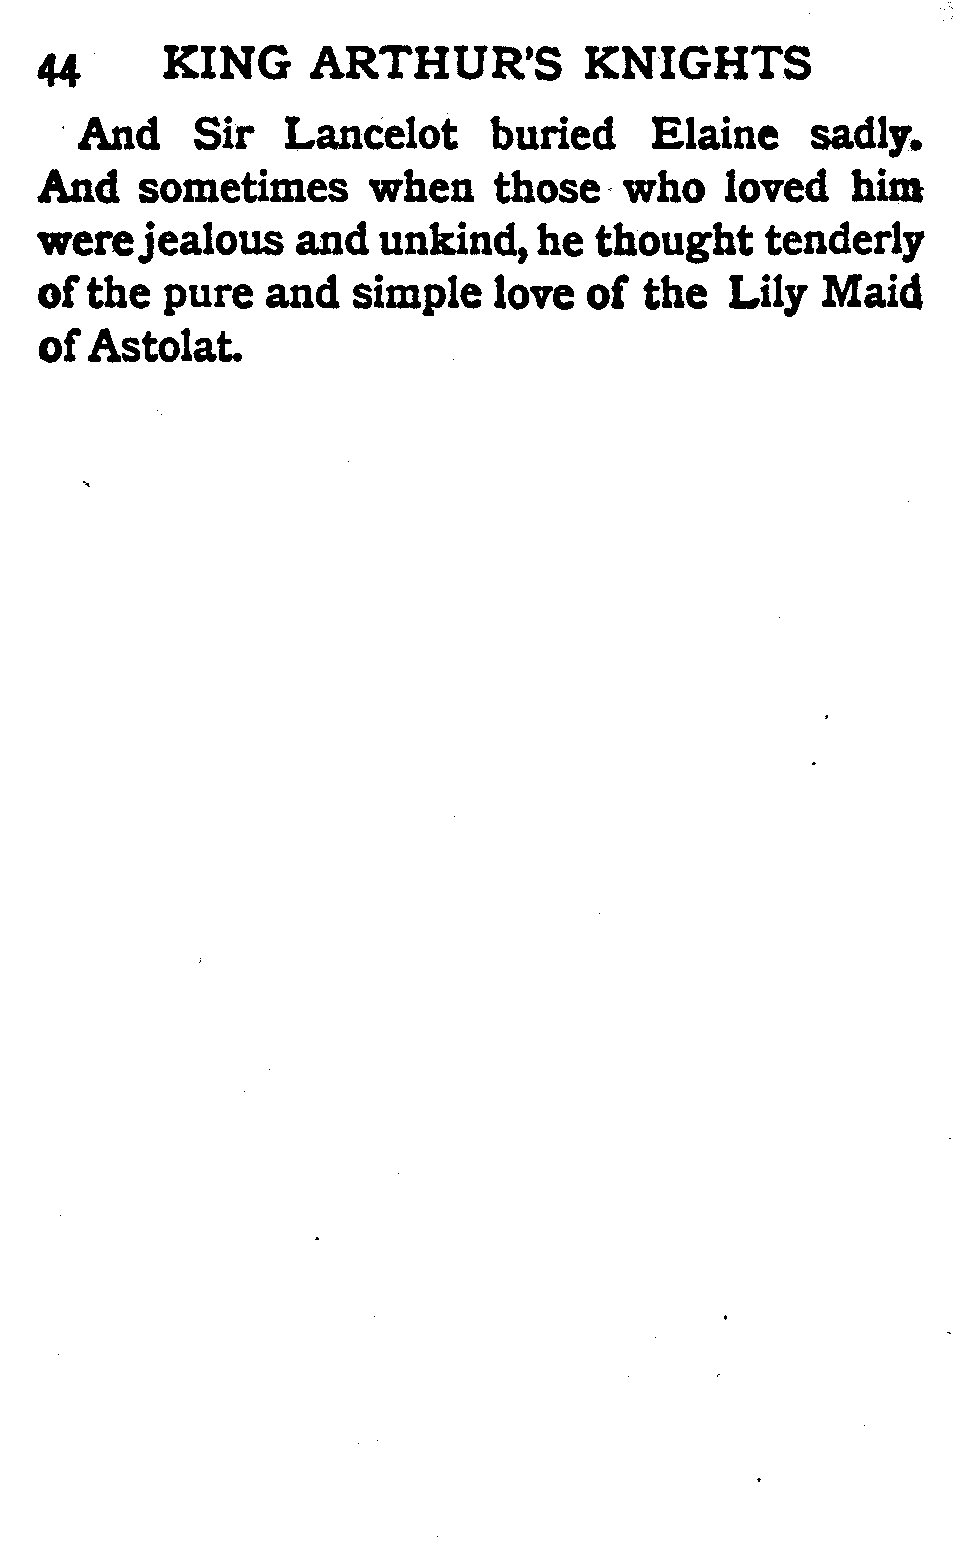 44 KING ARTHUR'S KNIGHTS
And Sir Lancelot buried Elaine sadly.
And sometimes when those who loved him
were jealous and unkind, he thought tenderly
of the pure and simple love of the Lily Maid
of Astolat.